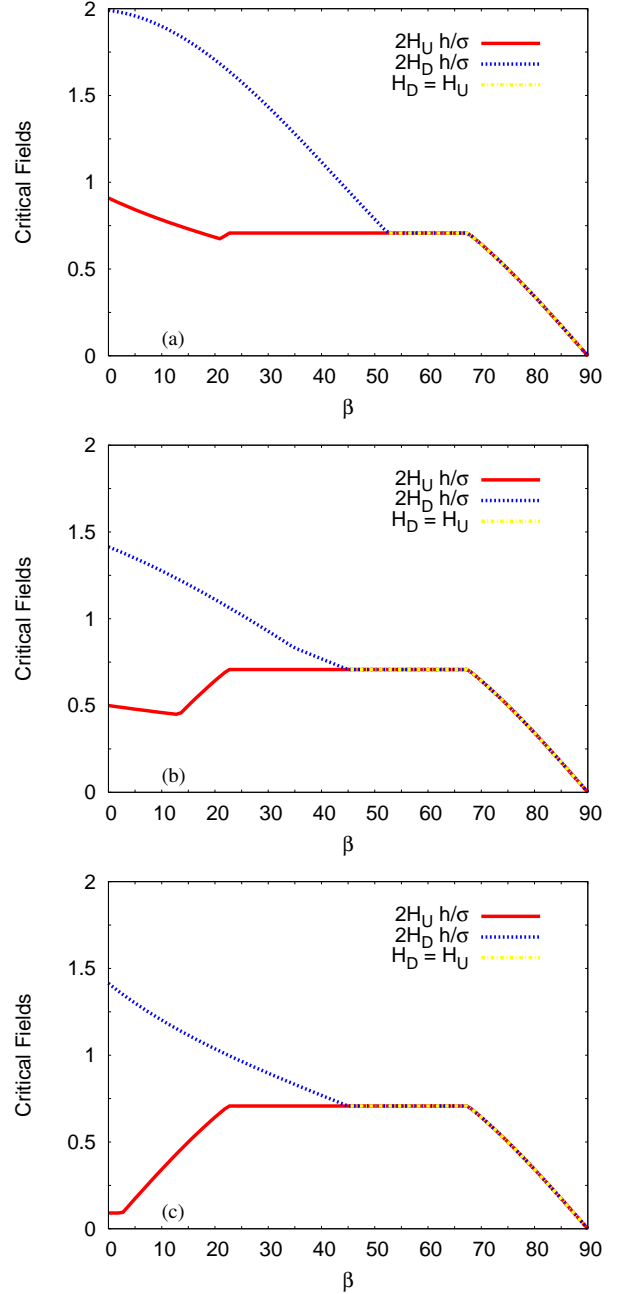 2
1.5
1
0.5
0
0 10 20 30 40 50 60 70 80 90
Critical Fields
β
2H_U h/σ
2H_D h/σ
H_D = H_U
(a)
2
1.5
1
0.5
0
0 10 20 30 40 50 60 70 80 90
Critical Fields
β
2H_U h/σ
2H_D h/σ
H_D = H_U
(b)
2
1.5
1
0.5
0
0 10 20 30 40 50 60 70 80 90
Critical Fields
β
2H_U h/σ
2H_D h/σ
H_D = H_U
(c)